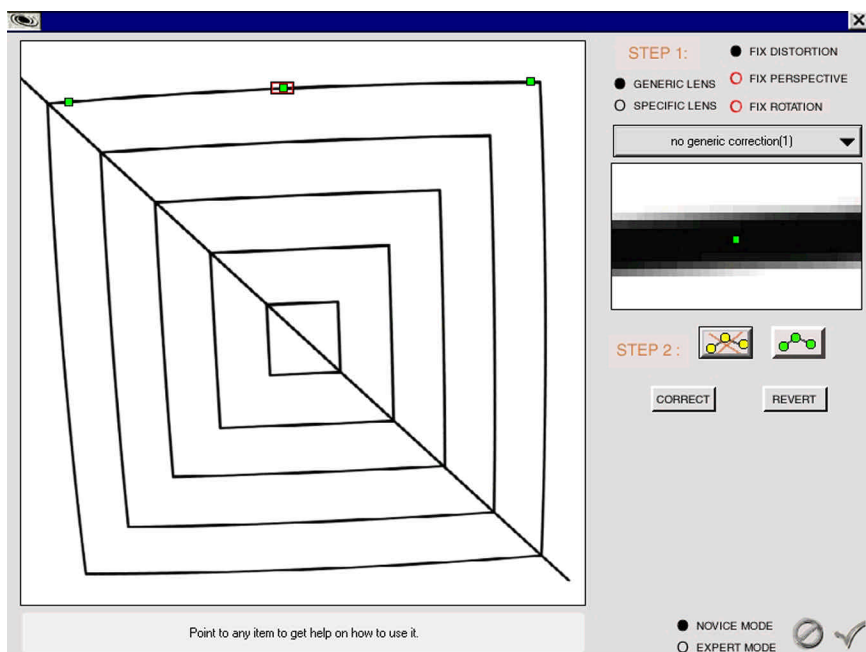 STEP 1:
FIX DISTORTION
GENERIC LENS
FIX PERSPECTIVE
SPECIFIC LENS
FIX ROTATION
no generic correction(1)
STEP 2 :
CORRECT
REVERT
Point to any item to get help on how to use it.
NOVICE MODE
EXPERT MODE